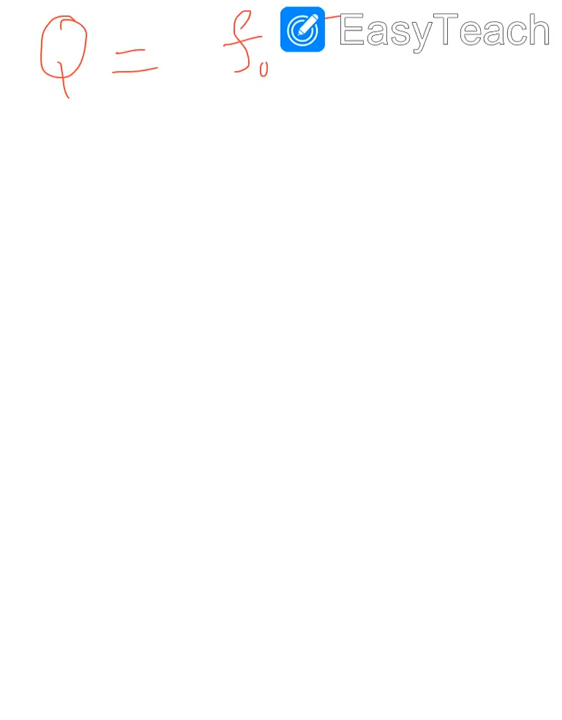 Q = f₀
EasyTeach